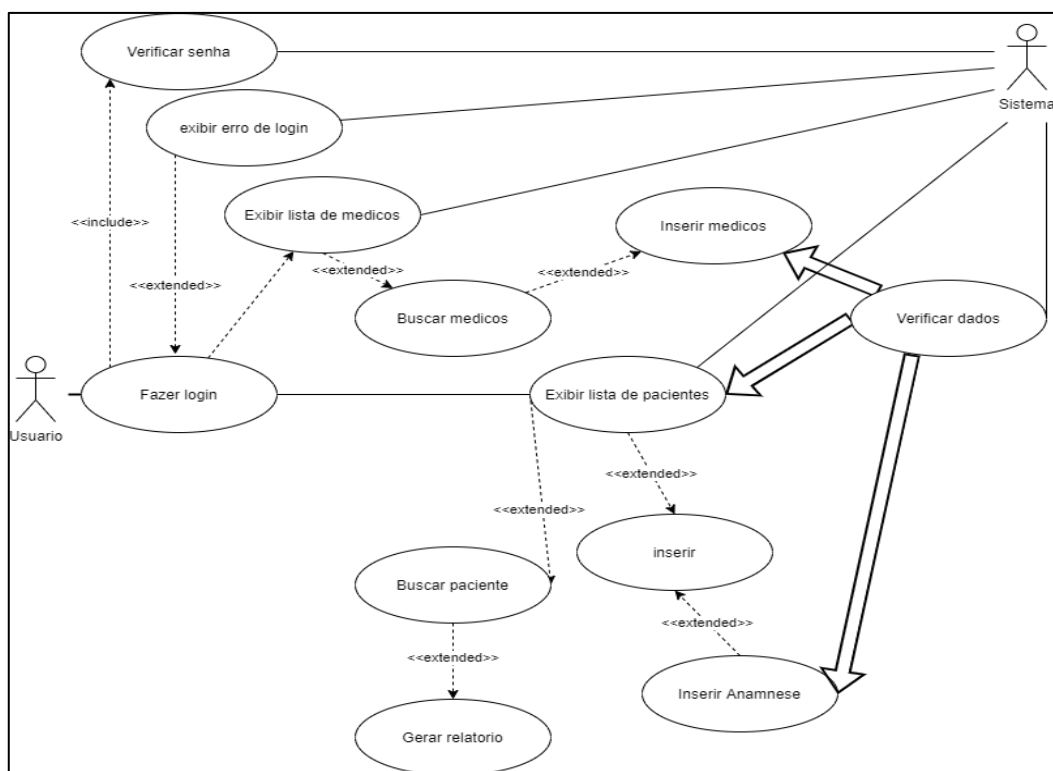 Verificar senha
Sistema
exibir erro de login
Exibir lista de medicos
Inserir medicos
<<include>>
<<extended>>
<<extended>>
<<extended>>
Buscar medicos
Verificar dados
Fazer login
Exibir lista de pacientes
Usuario
<<extended>>
<<extended>>
inserir
Buscar paciente
<<extended>>
<<extended>>
Inserir Anamnese
Gerar relatorio